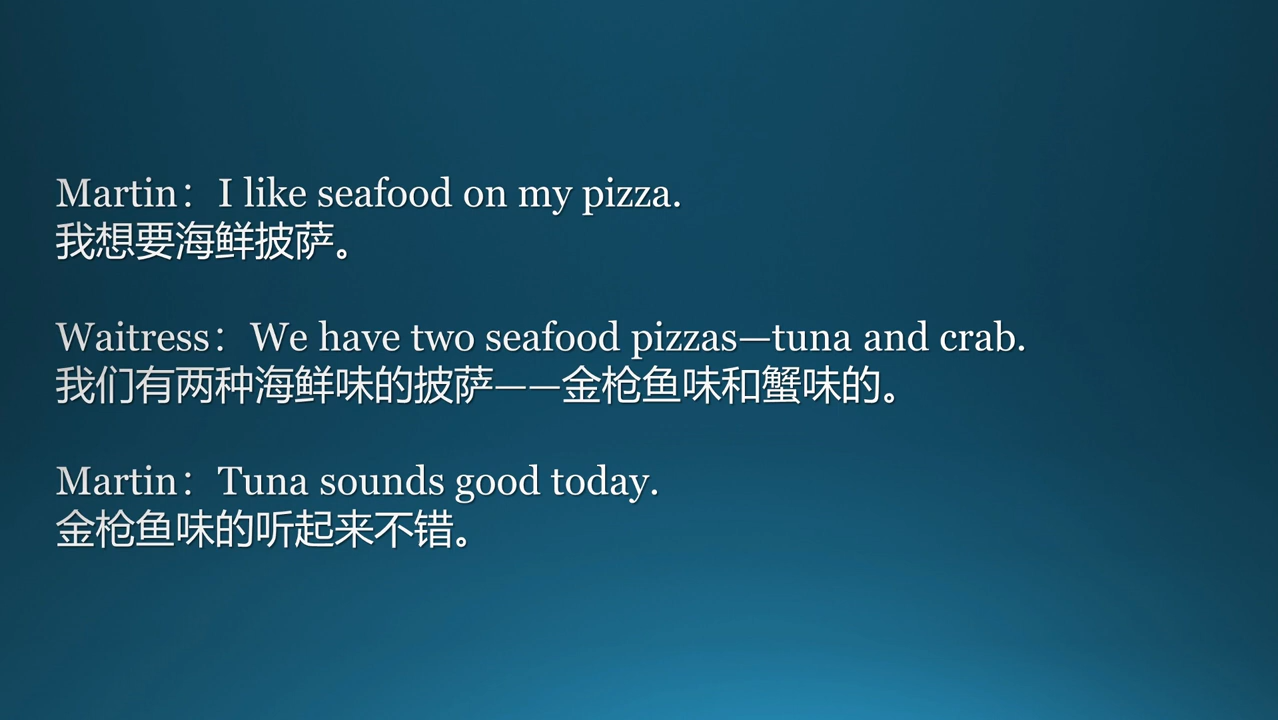 Martin：I like seafood on my pizza.
我想要海鲜披萨。
Waitress：We have two seafood pizzas—tuna and crab.
我们有两种海鲜味的披萨——金枪鱼味和蟹味的。
Martin：Tuna sounds good today.
金枪鱼味的听起来不错。